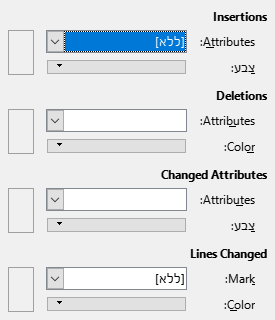 Insertions
Attributes:
[ללא]
צבע:
Deletions
Attributes:
Color:
Changed Attributes
Attributes:
צבע:
Lines Changed
Mark:
[ללא]
Color: